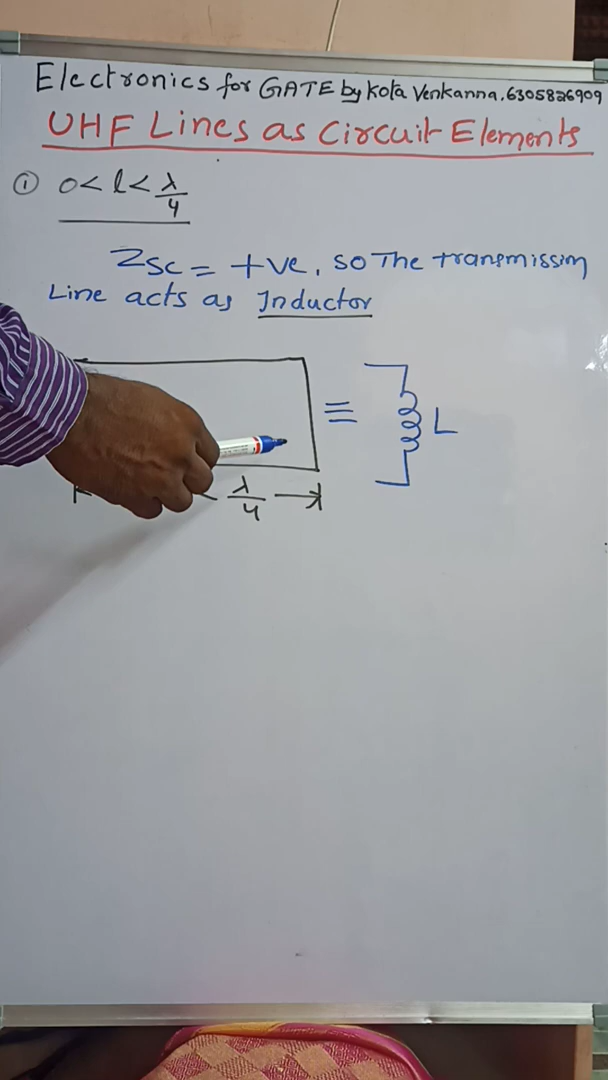 Electronics for GATE by Kota Venkanna, 6305826909
UHF Lines as Circuit Elements
① 0 < l < λ/4
Zsc = +ve, so The transmission
Line acts as Inductor
≡ L
< λ/4